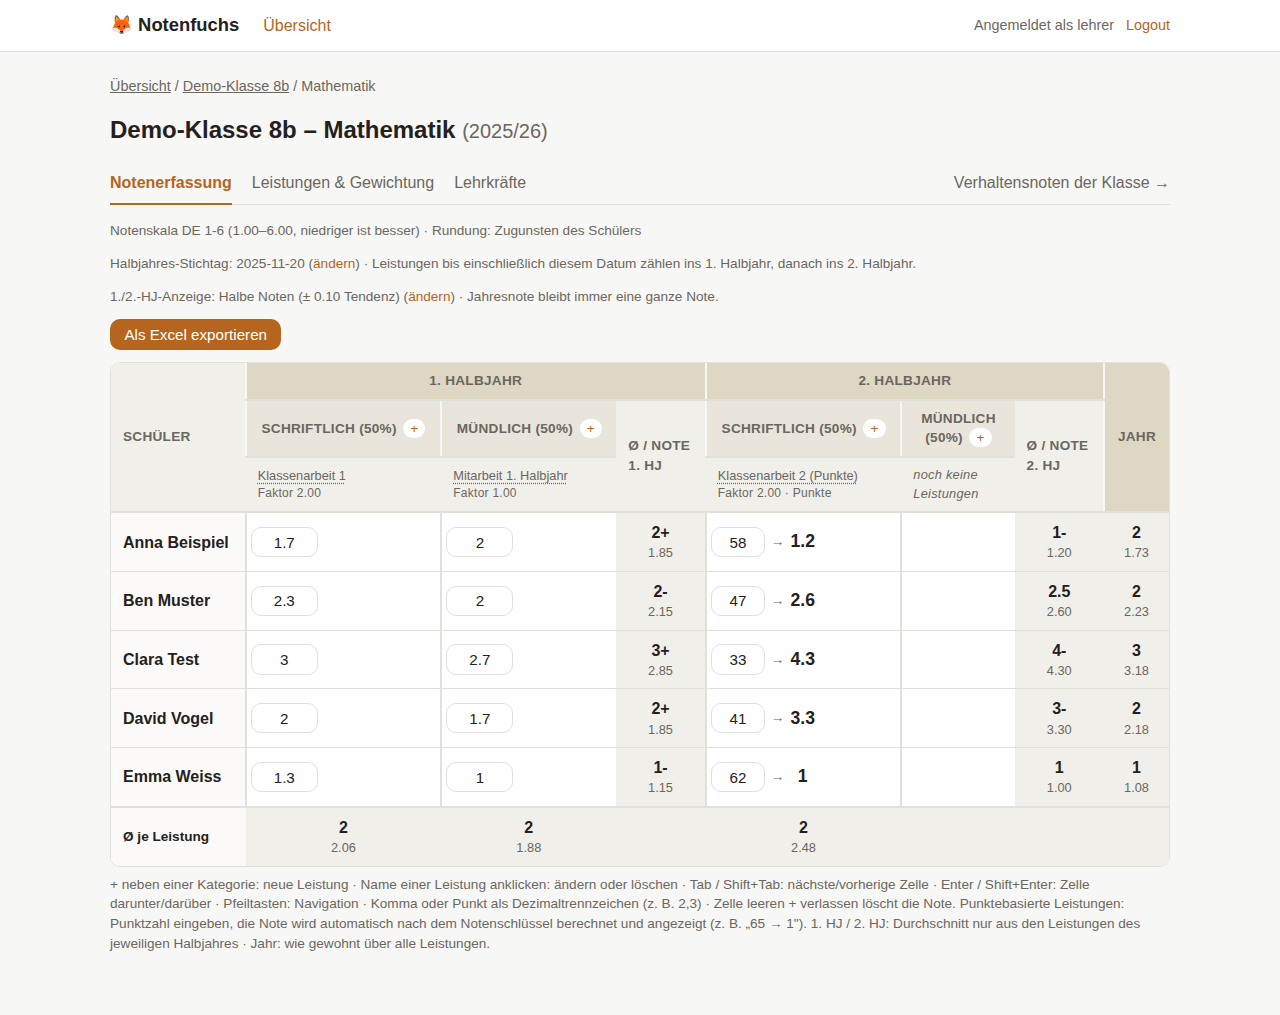 🦊 Notenfuchs Übersicht Angemeldet als lehrer Logout
Übersicht / Demo-Klasse 8b / Mathematik
Demo-Klasse 8b – Mathematik (2025/26)
Notenerfassung Leistungen & Gewichtung Lehrkräfte Verhaltensnoten der Klasse →
Notenskala DE 1-6 (1.00–6.00, niedriger ist besser) · Rundung: Zugunsten des Schülers
Halbjahres-Stichtag: 2025-11-20 (ändern) · Leistungen bis einschließlich diesem Datum zählen ins 1. Halbjahr, danach ins 2. Halbjahr.
1./2.-HJ-Anzeige: Halbe Noten (± 0.10 Tendenz) (ändern) · Jahresnote bleibt immer eine ganze Note.
Als Excel exportieren
SCHÜLER 1. HALBJAHR 2. HALBJAHR JAHR
SCHRIFTLICH (50%) + MÜNDLICH (50%) + Ø / NOTE 1. HJ SCHRIFTLICH (50%) + MÜNDLICH (50%) + Ø / NOTE 2. HJ
Klassenarbeit 1 Mitarbeit 1. Halbjahr Klassenarbeit 2 (Punkte) noch keine
Faktor 2.00 Faktor 1.00 Faktor 2.00 · Punkte Leistungen
Anna Beispiel 1.7 2 2+ 58 → 1.2 1- 2
1.85 1.20 1.73
Ben Muster 2.3 2 2- 47 → 2.6 2.5 2
2.15 2.60 2.23
Clara Test 3 2.7 3+ 33 → 4.3 4- 3
2.85 4.30 3.18
David Vogel 2 1.7 2+ 41 → 3.3 3- 2
1.85 3.30 2.18
Emma Weiss 1.3 1 1- 62 → 1 1 1
1.15 1.00 1.08
Ø je Leistung 2 2 2
2.06 1.88 2.48
+ neben einer Kategorie: neue Leistung · Name einer Leistung anklicken: ändern oder löschen · Tab / Shift+Tab: nächste/vorherige Zelle · Enter / Shift+Enter: Zelle
darunter/darüber · Pfeiltasten: Navigation · Komma oder Punkt als Dezimaltrennzeichen (z. B. 2,3) · Zelle leeren + verlassen löscht die Note. Punktebasierte Leistungen:
Punktzahl eingeben, die Note wird automatisch nach dem Notenschlüssel berechnet und angezeigt (z. B. „65 → 1"). 1. HJ / 2. HJ: Durchschnitt nur aus den Leistungen des
jeweiligen Halbjahres · Jahr: wie gewohnt über alle Leistungen.